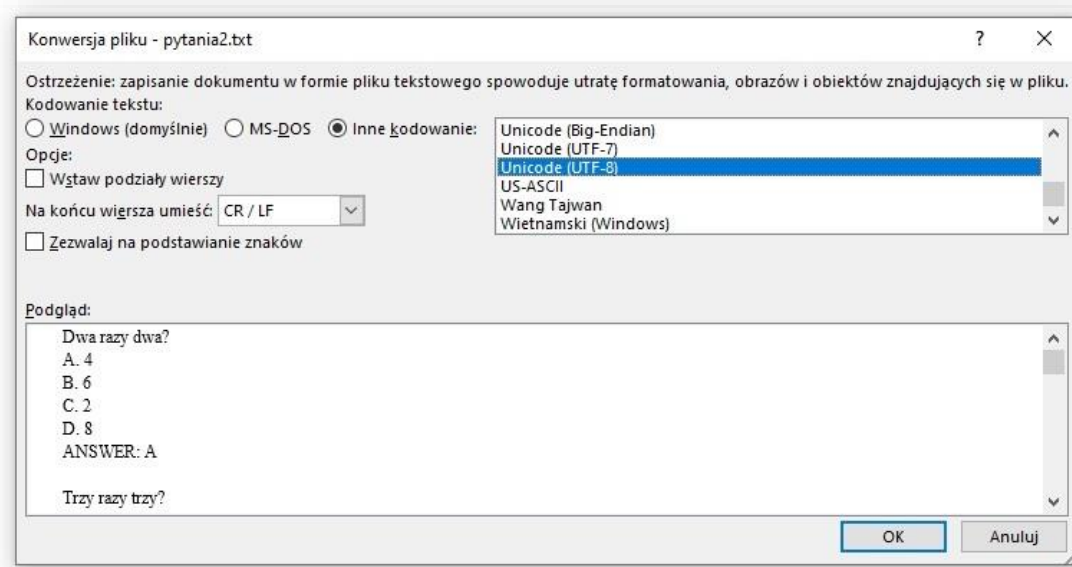 Konwersja pliku - pytania2.txt
Ostrzeżenie: zapisanie dokumentu w formie pliku tekstowego spowoduje utratę formatowania, obrazów i obiektów znajdujących się w pliku.
Kodowanie tekstu:
Windows (domyślnie) MS-DOS Inne kodowanie:
Unicode (Big-Endian)
Unicode (UTF-7)
Unicode (UTF-8)
US-ASCII
Wang Tajwan
Wietnamski (Windows)
Opcje:
Wstaw podziały wierszy
Na końcu wiersza umieść: CR / LF
Zezwalaj na podstawianie znaków
Podgląd:
Dwa razy dwa?
A. 4
B. 6
C. 2
D. 8
ANSWER: A
Trzy razy trzy?
OK Anuluj